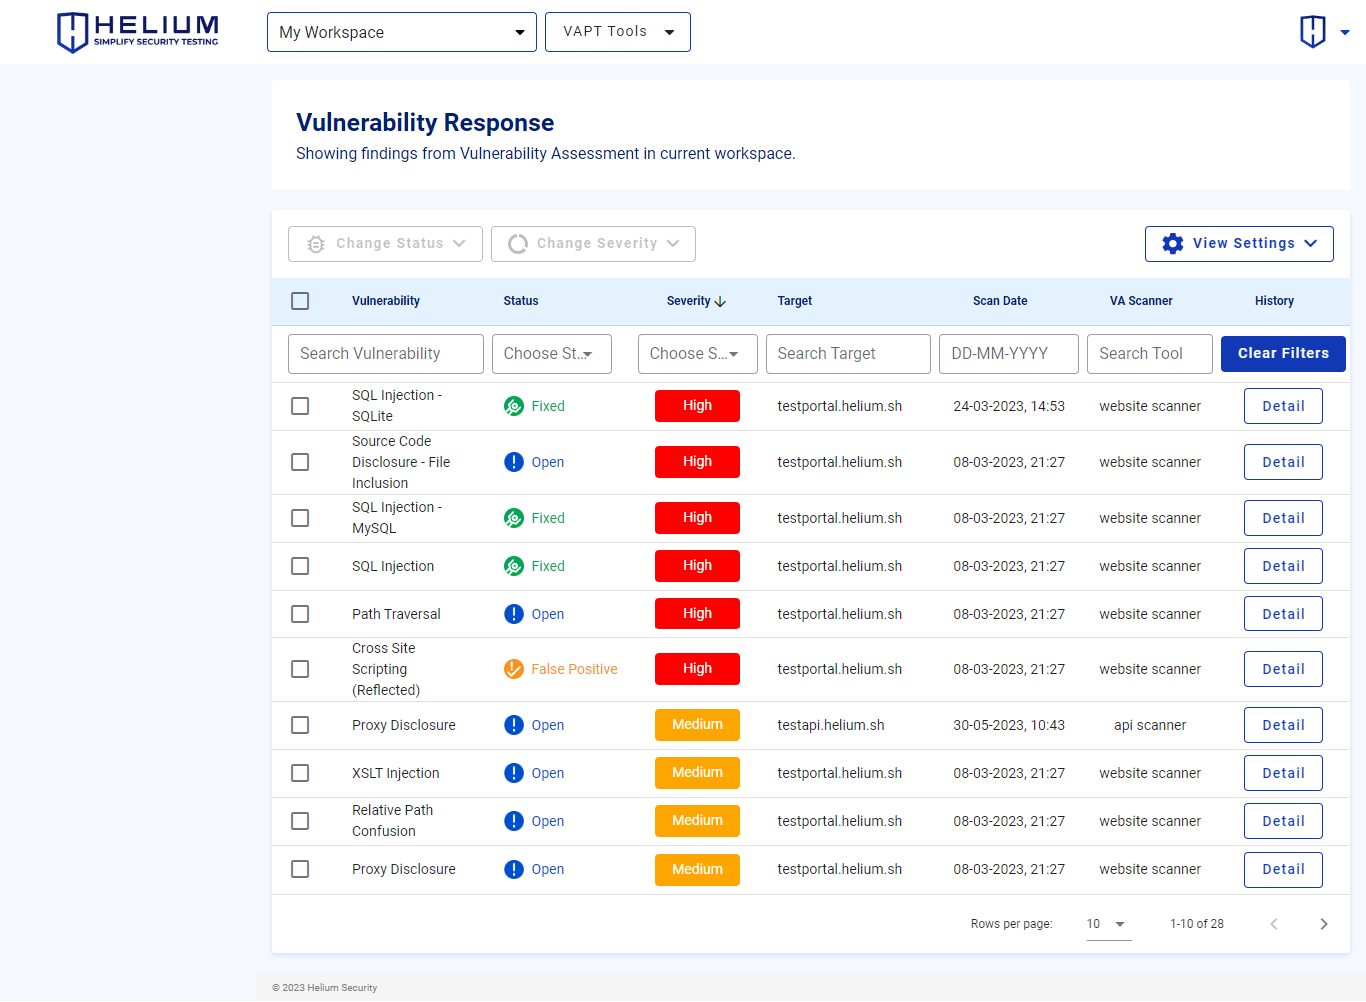 HELIUM
SIMPLIFY SECURITY TESTING
My Workspace
VAPT Tools
Vulnerability Response
Showing findings from Vulnerability Assessment in current workspace.
Change Status
Change Severity
View Settings
Vulnerability Status Severity Target Scan Date VA Scanner History
Search Vulnerability Choose St... Choose S... Search Target DD-MM-YYYY Search Tool Clear Filters
SQL Injection -
SQLite
Fixed High testportal.helium.sh 24-03-2023, 14:53 website scanner Detail
Source Code
Disclosure - File
Inclusion
Open High testportal.helium.sh 08-03-2023, 21:27 website scanner Detail
SQL Injection -
MySQL
Fixed High testportal.helium.sh 08-03-2023, 21:27 website scanner Detail
SQL Injection Fixed High testportal.helium.sh 08-03-2023, 21:27 website scanner Detail
Path Traversal Open High testportal.helium.sh 08-03-2023, 21:27 website scanner Detail
Cross Site
Scripting
(Reflected)
False Positive High testportal.helium.sh 08-03-2023, 21:27 website scanner Detail
Proxy Disclosure Open Medium testapi.helium.sh 30-05-2023, 10:43 api scanner Detail
XSLT Injection Open Medium testportal.helium.sh 08-03-2023, 21:27 website scanner Detail
Relative Path
Confusion
Open Medium testportal.helium.sh 08-03-2023, 21:27 website scanner Detail
Proxy Disclosure Open Medium testportal.helium.sh 08-03-2023, 21:27 website scanner Detail
Rows per page: 10 1-10 of 28
© 2023 Helium Security